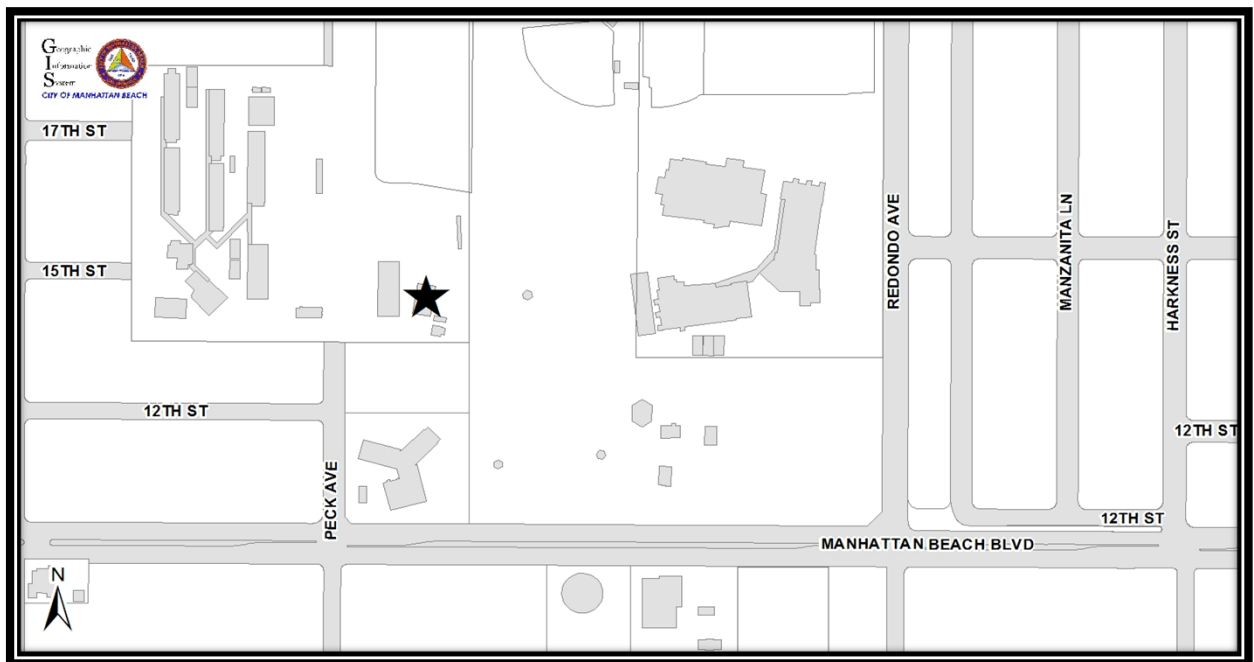 Geographic
Information
System
CITY OF MANHATTAN BEACH
17TH ST
15TH ST
12TH ST
PECK AVE
REDONDO AVE
MANZANITA LN
HARKNESS ST
12TH ST
12TH ST
MANHATTAN BEACH BLVD
N